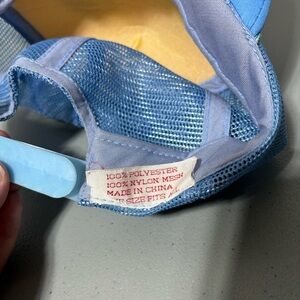 100% POLYESTER
100% NYLON MESH
MADE IN CHINA
SIZE FITS